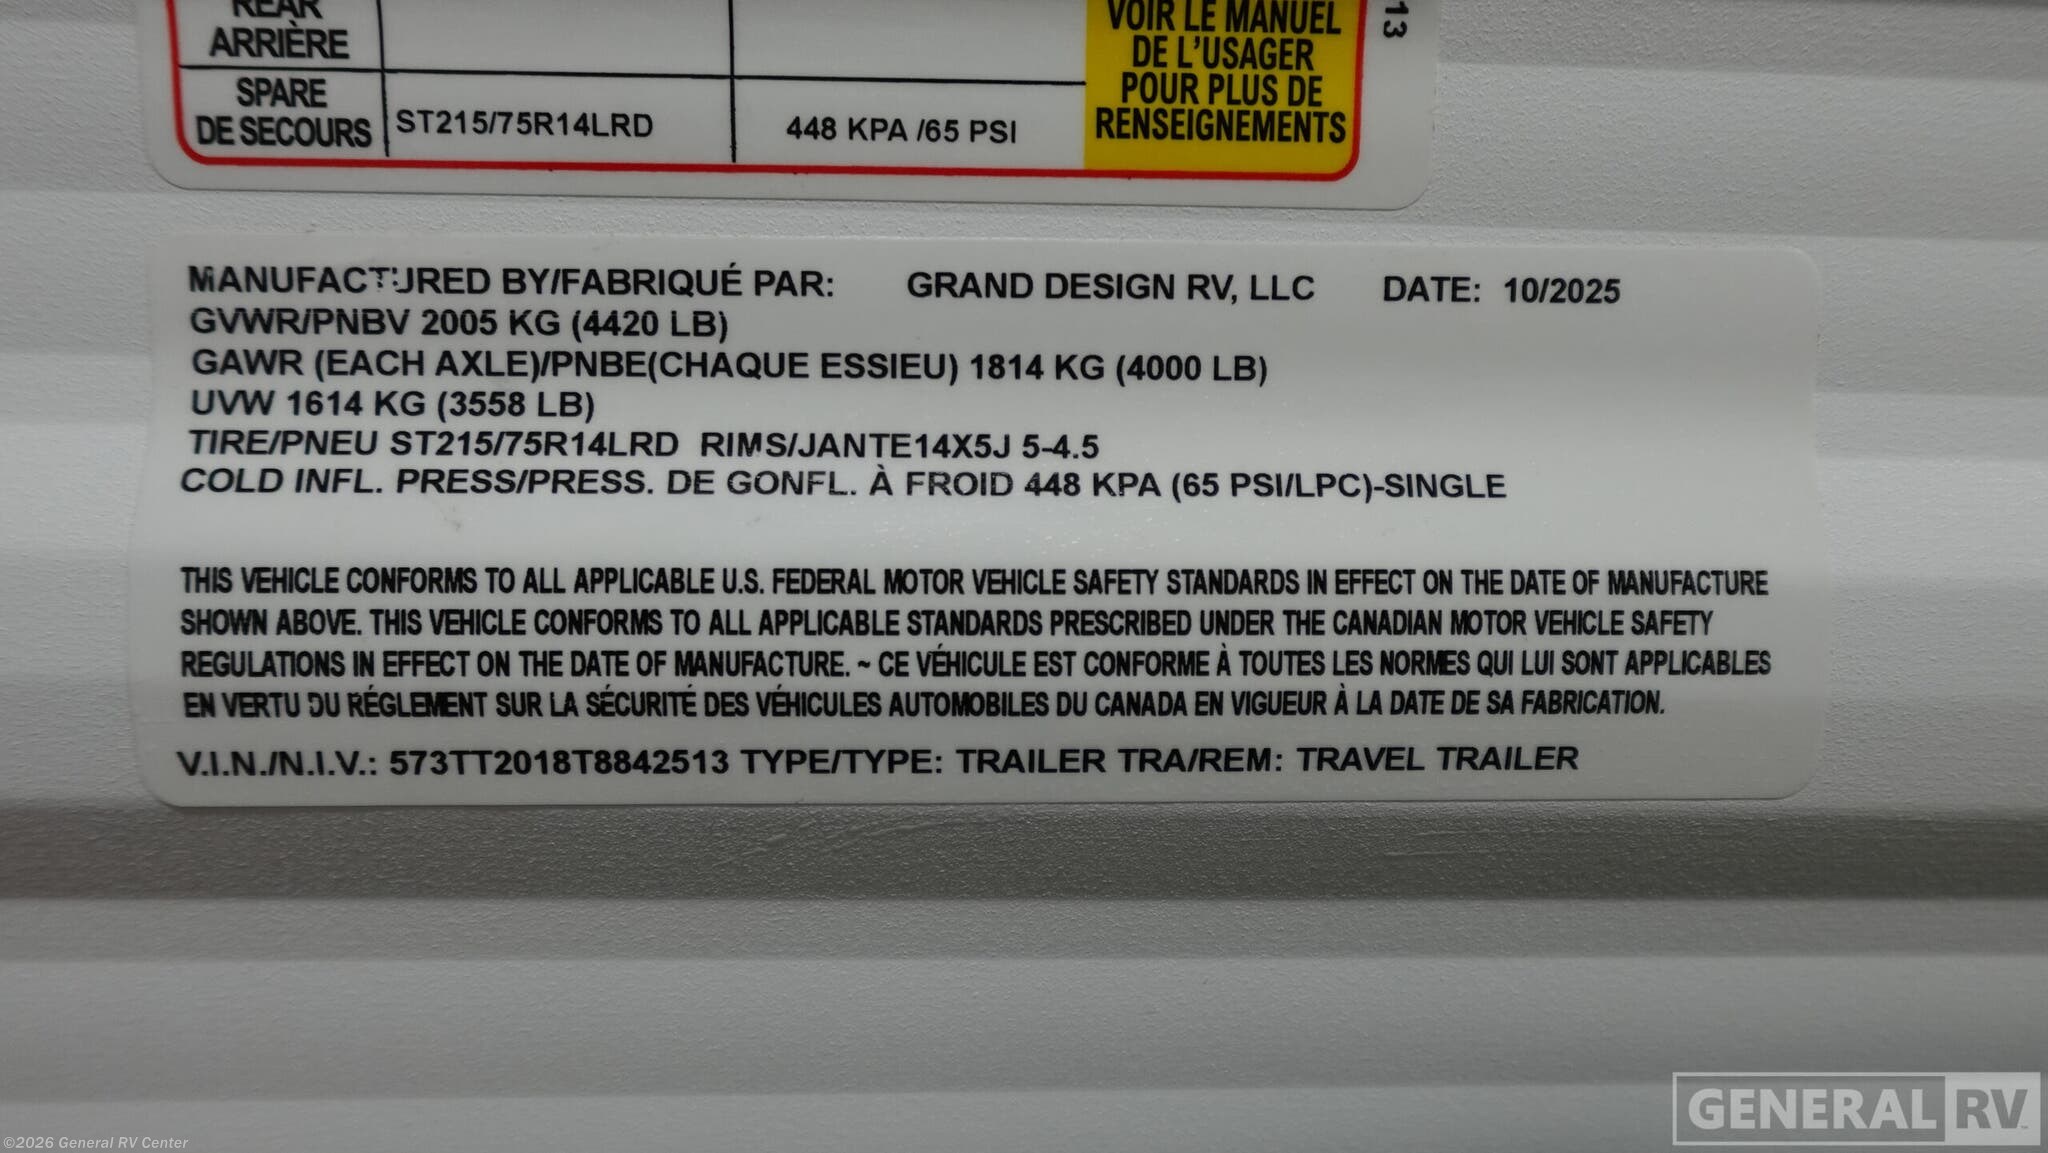 REAR
ARRIÈRE
SPARE
DE SECOURS
ST215/75R14LRD
448 KPA /65 PSI
VOIR LE MANUEL
DE L'USAGER
POUR PLUS DE
RENSEIGNEMENTS
13
MANUFACTURED BY/FABRIQUÉ PAR: GRAND DESIGN RV, LLC DATE: 10/2025
GVWR/PNBV 2005 KG (4420 LB)
GAWR (EACH AXLE)/PNBE(CHAQUE ESSIEU) 1814 KG (4000 LB)
UVW 1614 KG (3558 LB)
TIRE/PNEU ST215/75R14LRD RIMS/JANTE14X5J 5-4.5
COLD INFL. PRESS/PRESS. DE GONFL. À FROID 448 KPA (65 PSI/LPC)-SINGLE
THIS VEHICLE CONFORMS TO ALL APPLICABLE U.S. FEDERAL MOTOR VEHICLE SAFETY STANDARDS IN EFFECT ON THE DATE OF MANUFACTURE
SHOWN ABOVE. THIS VEHICLE CONFORMS TO ALL APPLICABLE STANDARDS PRESCRIBED UNDER THE CANADIAN MOTOR VEHICLE SAFETY
REGULATIONS IN EFFECT ON THE DATE OF MANUFACTURE. ~ CE VÉHICULE EST CONFORME À TOUTES LES NORMES QUI LUI SONT APPLICABLES
EN VERTU DU RÉGLEMENT SUR LA SÉCURITÉ DES VÉHICULES AUTOMOBILES DU CANADA EN VIGUEUR À LA DATE DE SA FABRICATION.
V.I.N./N.I.V.: 573TT2018T8842513 TYPE/TYPE: TRAILER TRA/REM: TRAVEL TRAILER
GENERAL RV
©2026 General RV Center